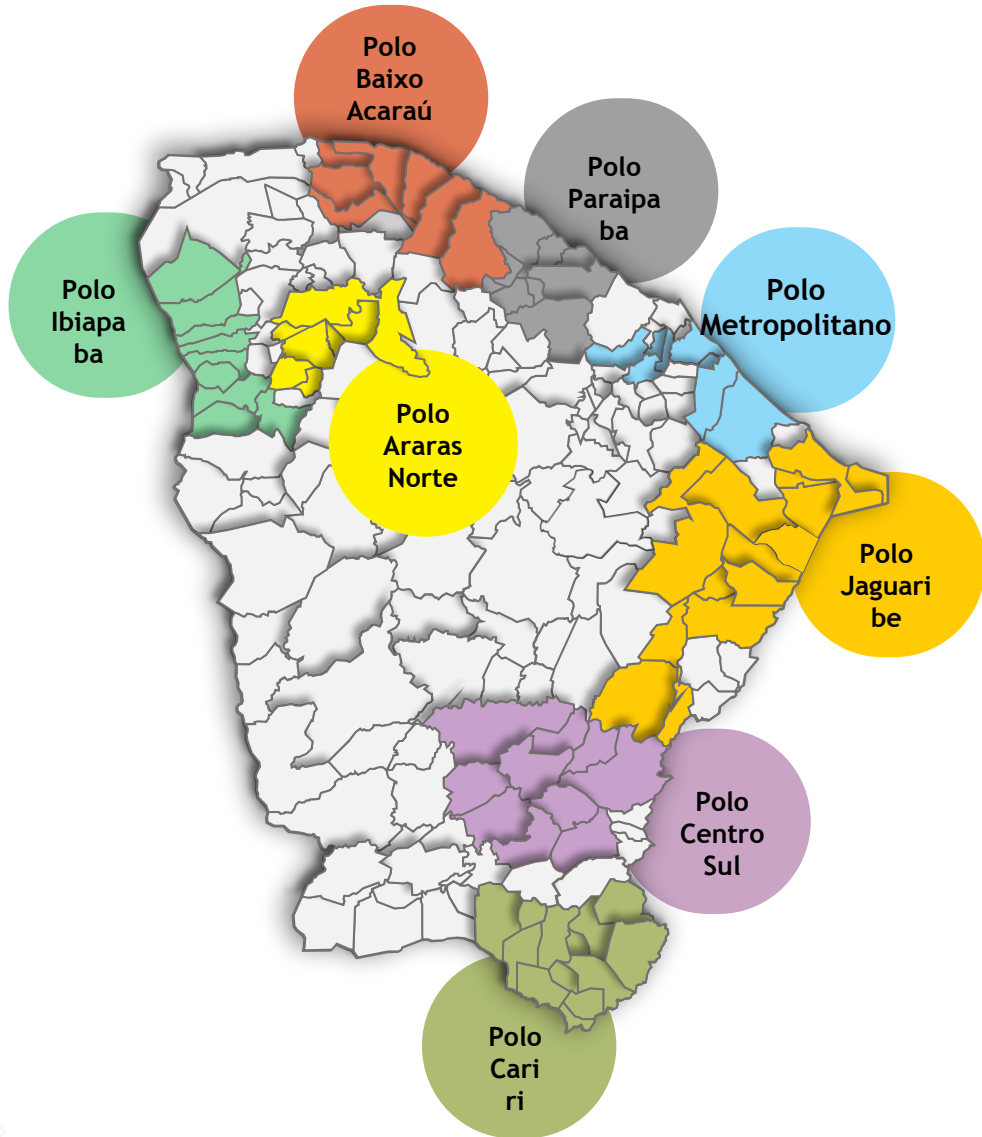 Polo
Baixo
Acaraú
Polo
Paraipa
ba
Polo
Ibiapa
ba
Polo
Metropolitano
Polo
Araras
Norte
Polo
Jaguari
be
Polo
Centro
Sul
Polo
Cari
ri